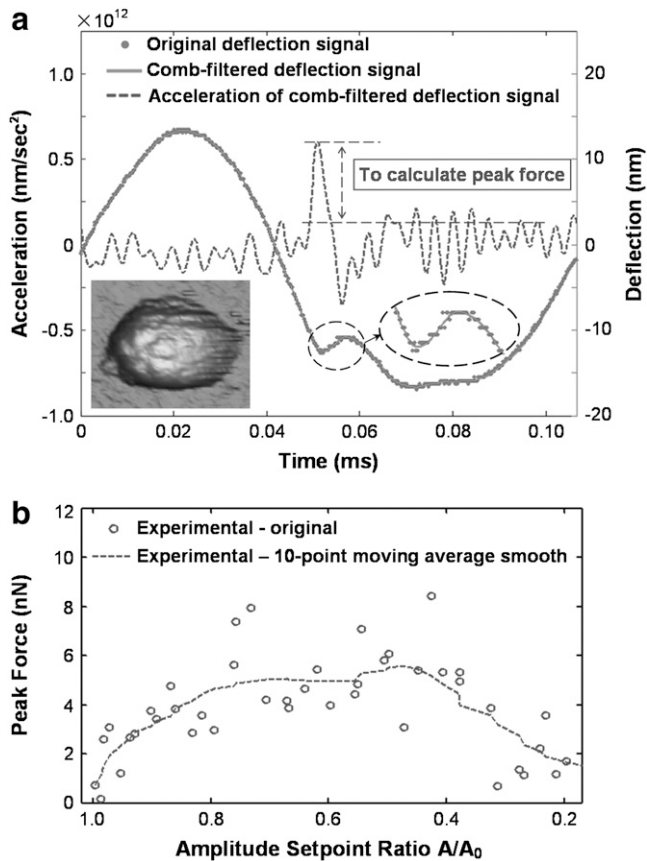 a
×10¹²
1.0
0.5
0
-0.5
-1.0
Acceleration (nm/sec²)
Original deflection signal
Comb-filtered deflection signal
Acceleration of comb-filtered deflection signal
To calculate peak force
20
10
0
-10
-20
Deflection (nm)
0
0.02
0.04
0.06
0.08
0.10
Time (ms)
b
12
10
8
6
4
2
0
Peak Force (nN)
Experimental - original
Experimental – 10-point moving average smooth
1.0
0.8
0.6
0.4
0.2
Amplitude Setpoint Ratio A/A₀